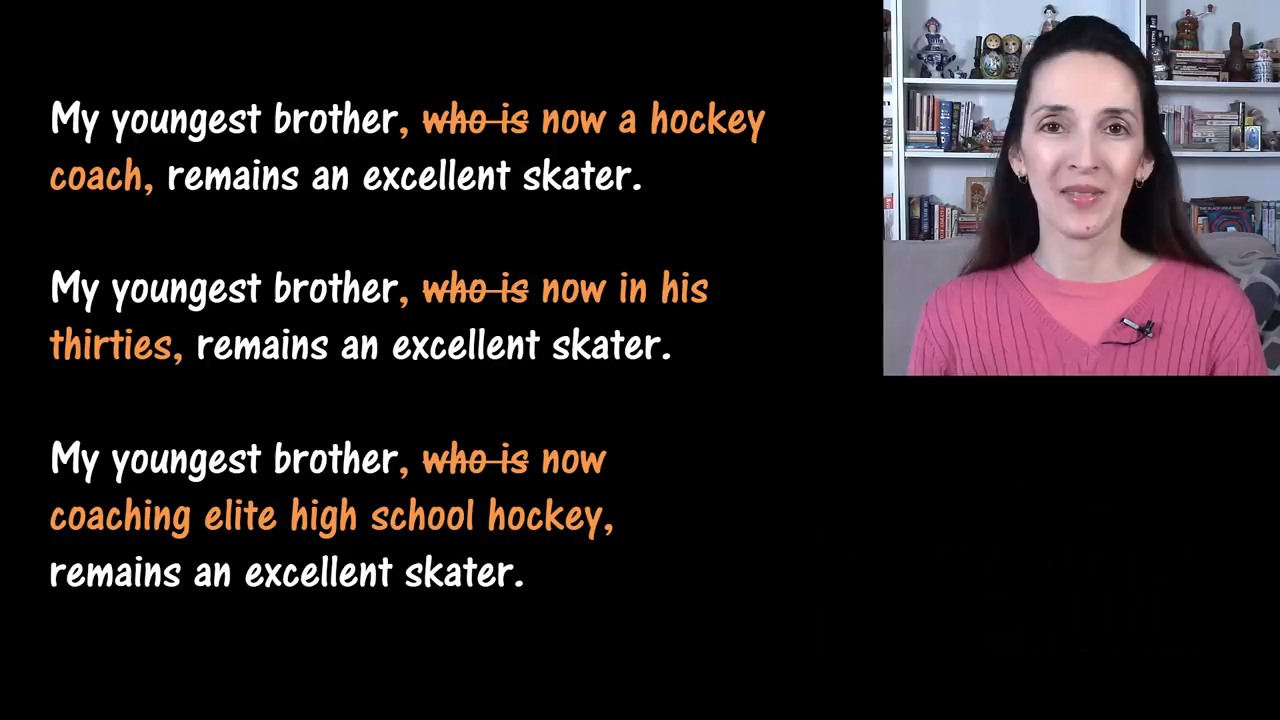 My youngest brother, who is now a hockey
coach, remains an excellent skater.
My youngest brother, who is now in his
thirties, remains an excellent skater.
My youngest brother, who is now
coaching elite high school hockey,
remains an excellent skater.